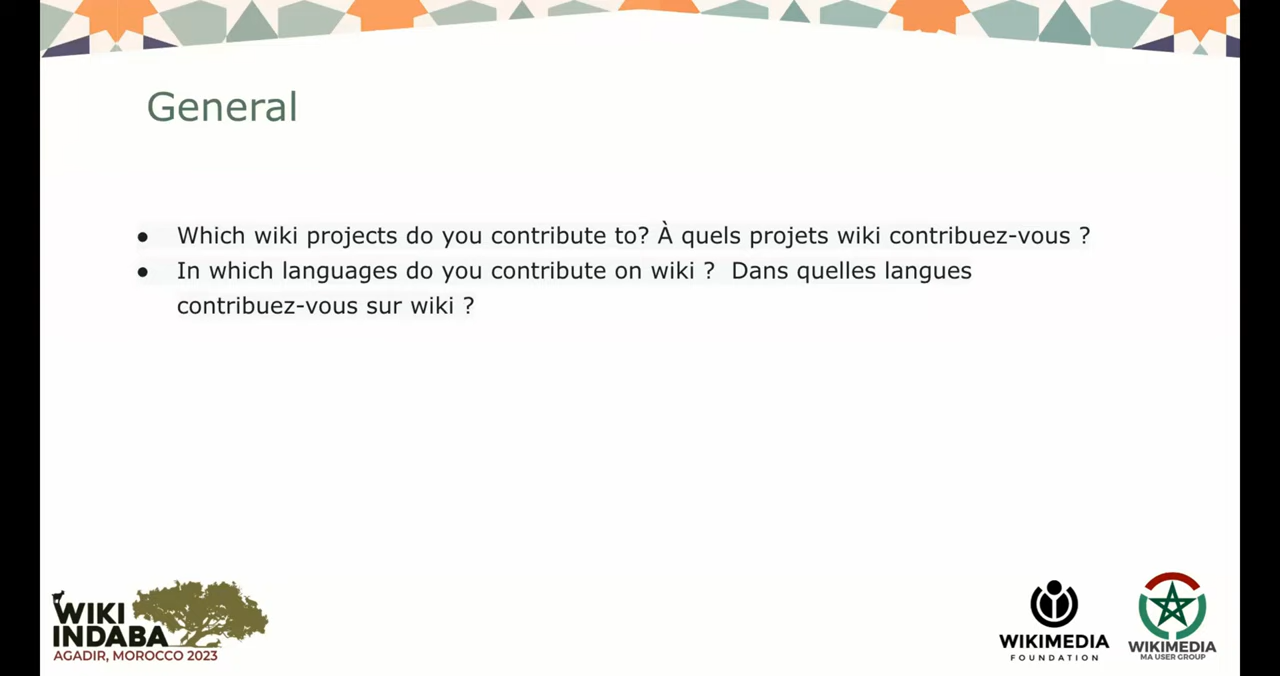 General
● Which wiki projects do you contribute to? À quels projets wiki contribuez-vous ?
● In which languages do you contribute on wiki ?  Dans quelles langues
contribuez-vous sur wiki ?
WIKI
INDABA
AGADIR, MOROCCO 2023
WIKIMEDIA
FOUNDATION
WIKIMEDIA
MA USER GROUP